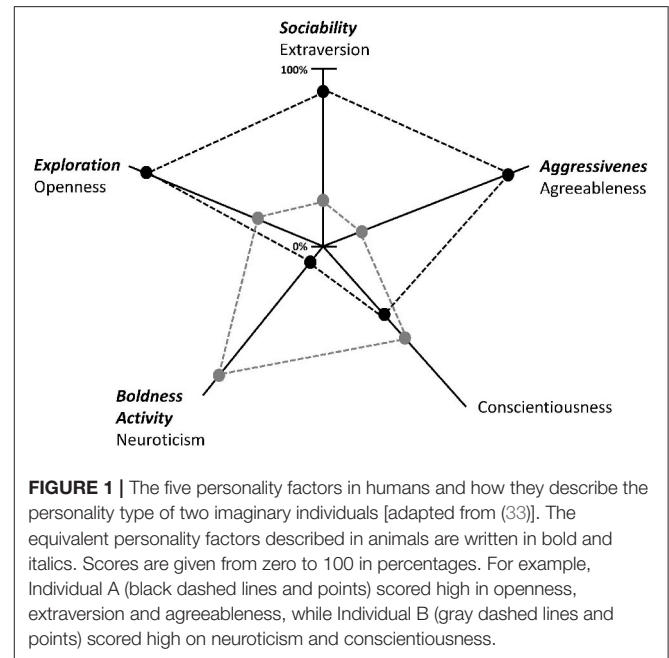 Sociability
Extraversion
100%
Exploration
Openness
Aggressivenes
Agreeableness
0%
Boldness
Activity
Neuroticism
Conscientiousness
FIGURE 1 | The five personality factors in humans and how they describe the
personality type of two imaginary individuals [adapted from (33)]. The
equivalent personality factors described in animals are written in bold and
italics. Scores are given from zero to 100 in percentages. For example,
Individual A (black dashed lines and points) scored high in openness,
extraversion and agreeableness, while Individual B (gray dashed lines and
points) scored high on neuroticism and conscientiousness.